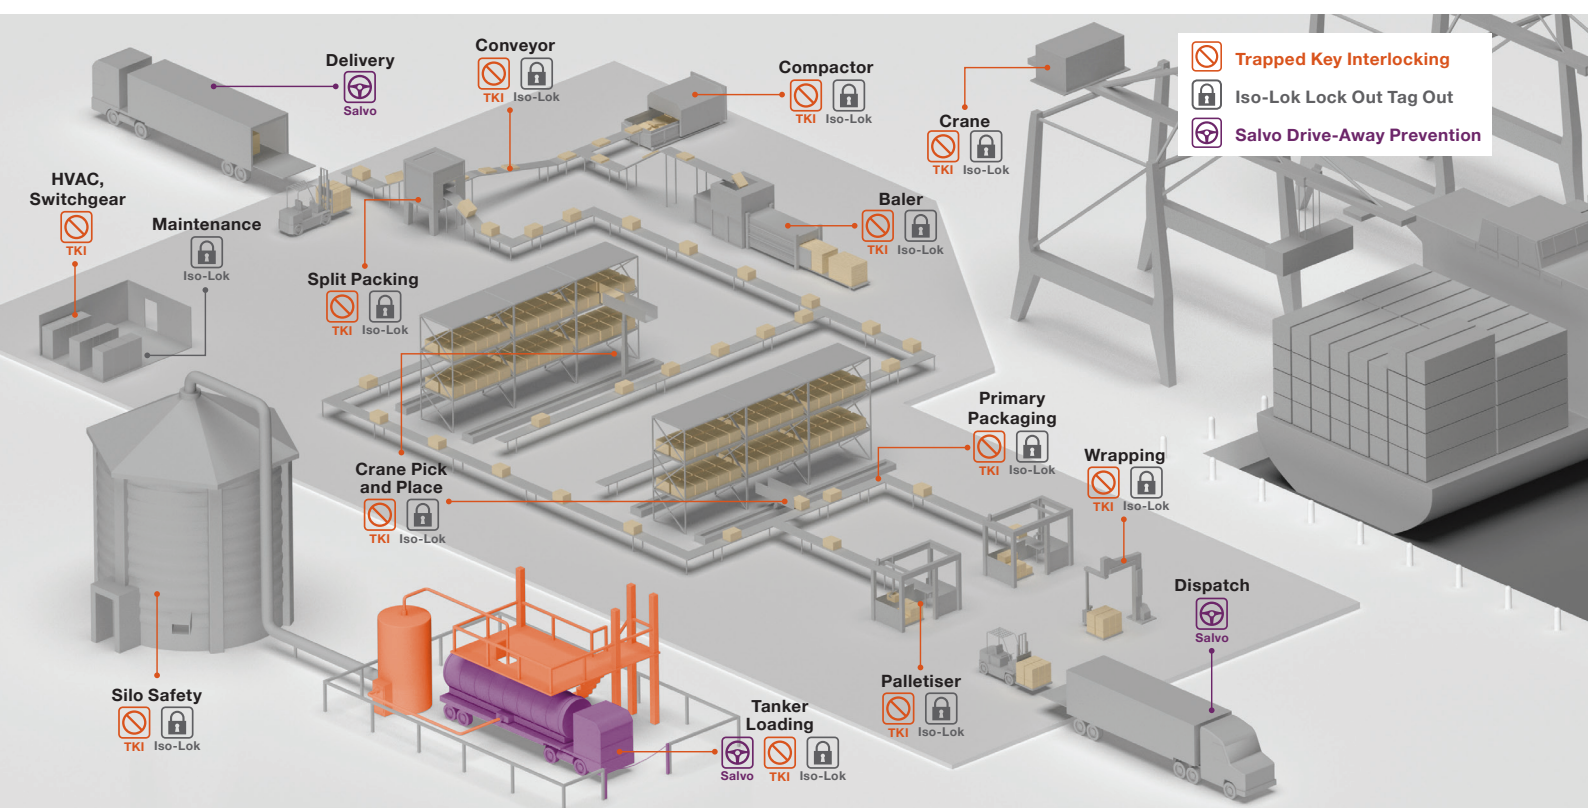 Delivery
Salvo
Conveyor
TKI Iso-Lok
Compactor
TKI Iso-Lok
Crane
TKI Iso-Lok
Trapped Key Interlocking
Iso-Lok Lock Out Tag Out
Salvo Drive-Away Prevention
HVAC,
Switchgear
TKI
Maintenance
Iso-Lok
Split Packing
TKI Iso-Lok
Baler
TKI Iso-Lok
Crane Pick
and Place
TKI Iso-Lok
Primary
Packaging
TKI Iso-Lok
Wrapping
TKI Iso-Lok
Dispatch
Salvo
Silo Safety
TKI Iso-Lok
Tanker
Loading
Salvo TKI Iso-Lok
Palletiser
TKI Iso-Lok